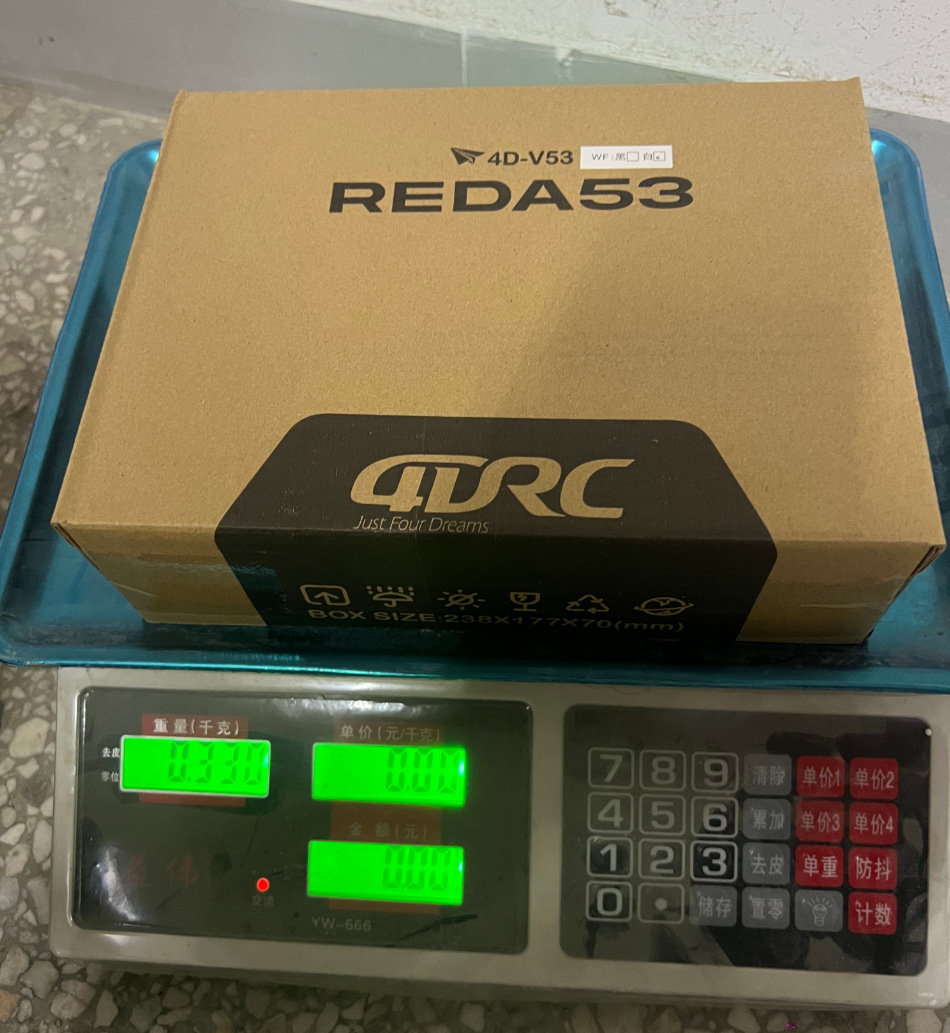 4D-V53 WF:黑□ 白☑
REDA53
4DRC
Just Four Dreams
BOX SIZE:238X177X70(mm)
重量(千克) 单价(元/千克)
去皮 0.330 0.00
零位
金额(元)
0.00
交流
YW-666
7 8 9 清除 单价1 单价2
4 5 6 累加 单价3 单价4
1 2 3 去皮 单重 防抖
0 . 储存 置零 计数